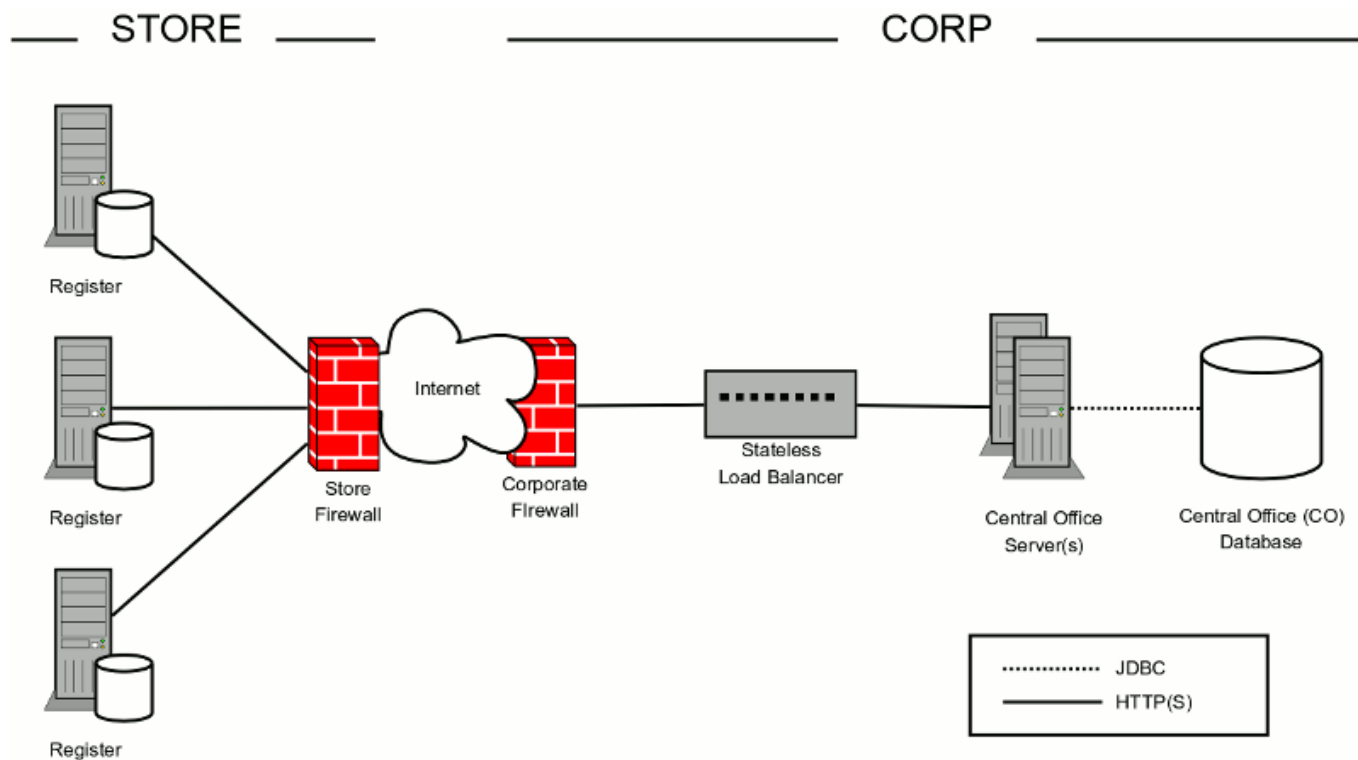 STORE
CORP
Register
Register
Register
Store
Firewall
Internet
Corporate
FIrewall
Stateless
Load Balancer
Central Office
Server(s)
Central Office (CO)
Database
JDBC
HTTP(S)